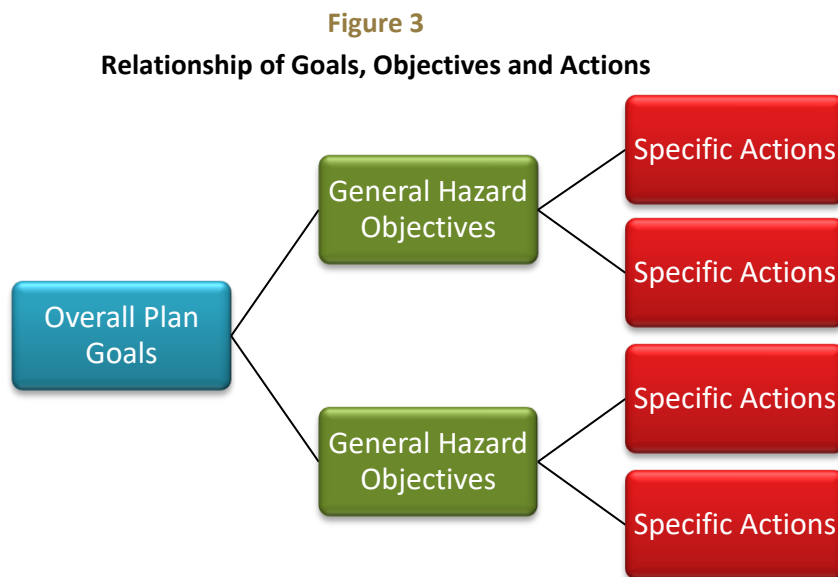 Figure 3
Relationship of Goals, Objectives and Actions
Overall Plan
Goals
General Hazard
Objectives
Specific Actions
Specific Actions
General Hazard
Objectives
Specific Actions
Specific Actions